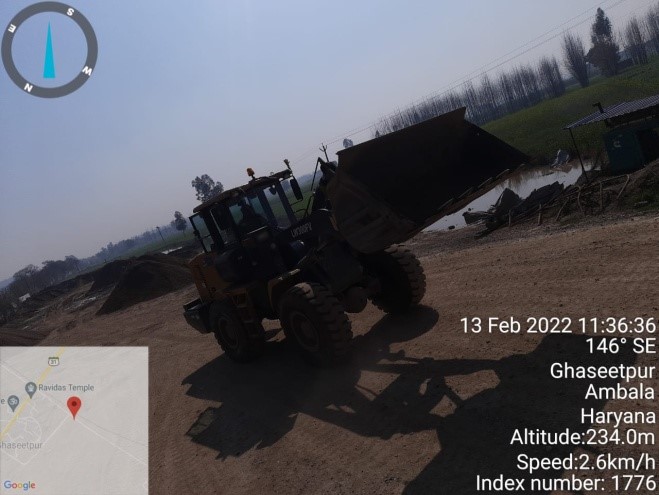 S
E
W
N
13 Feb 2022 11:36:36
146° SE
Ghaseetpur
Ambala
Haryana
Altitude:234.0m
Speed:2.6km/h
Index number: 1776
31
Ravidas Temple
Ghaseetpur
Google